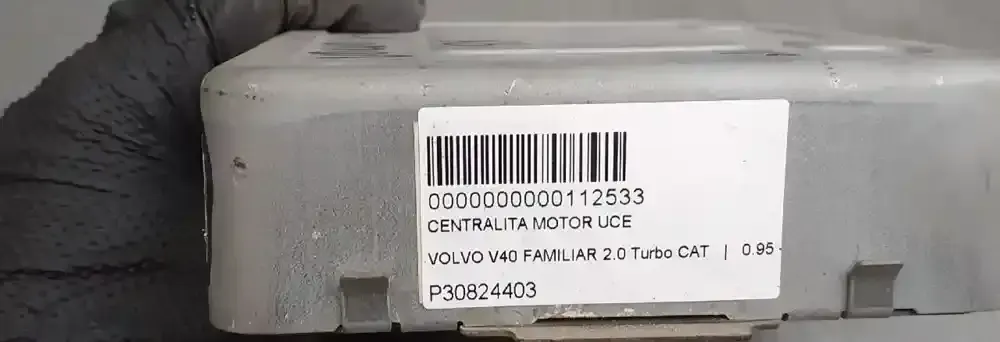 0000000000112533
CENTRALITA MOTOR UCE
VOLVO V40 FAMILIAR 2.0 Turbo CAT | 0.95 -
P30824403